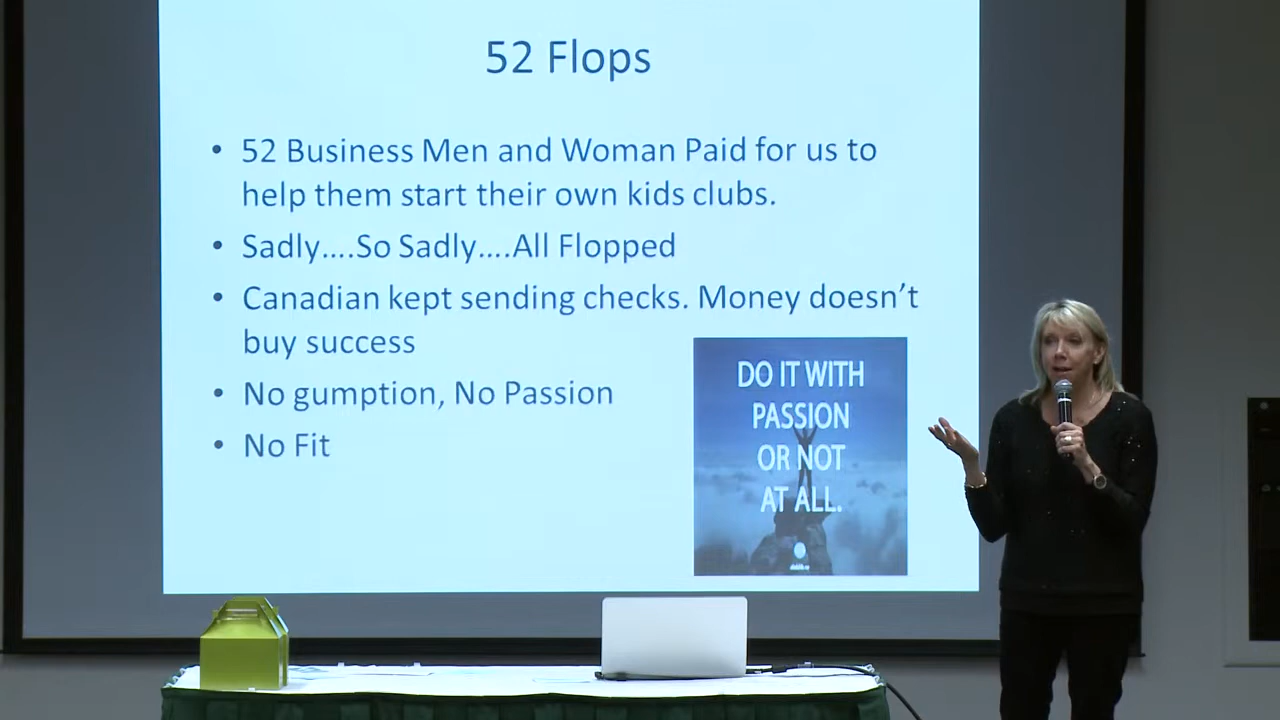 52 Flops
• 52 Business Men and Woman Paid for us to
help them start their own kids clubs.
• Sadly....So Sadly....All Flopped
• Canadian kept sending checks. Money doesn't
buy success
• No gumption, No Passion
• No Fit
DO IT WITH
PASSION
OR NOT
AT ALL.